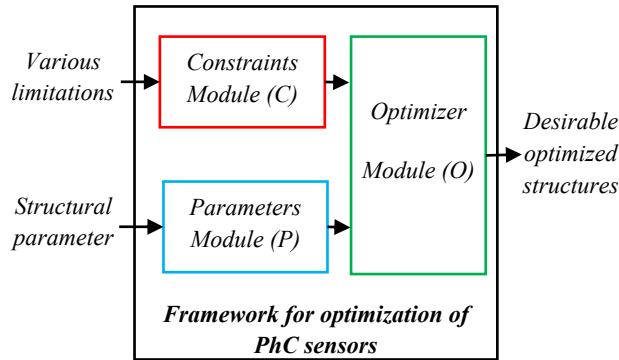 Various
limitations
Constraints
Module (C)
Optimizer
Module (O)
Desirable
optimized
structures
Structural
parameter
Parameters
Module (P)
Framework for optimization of
PhC sensors